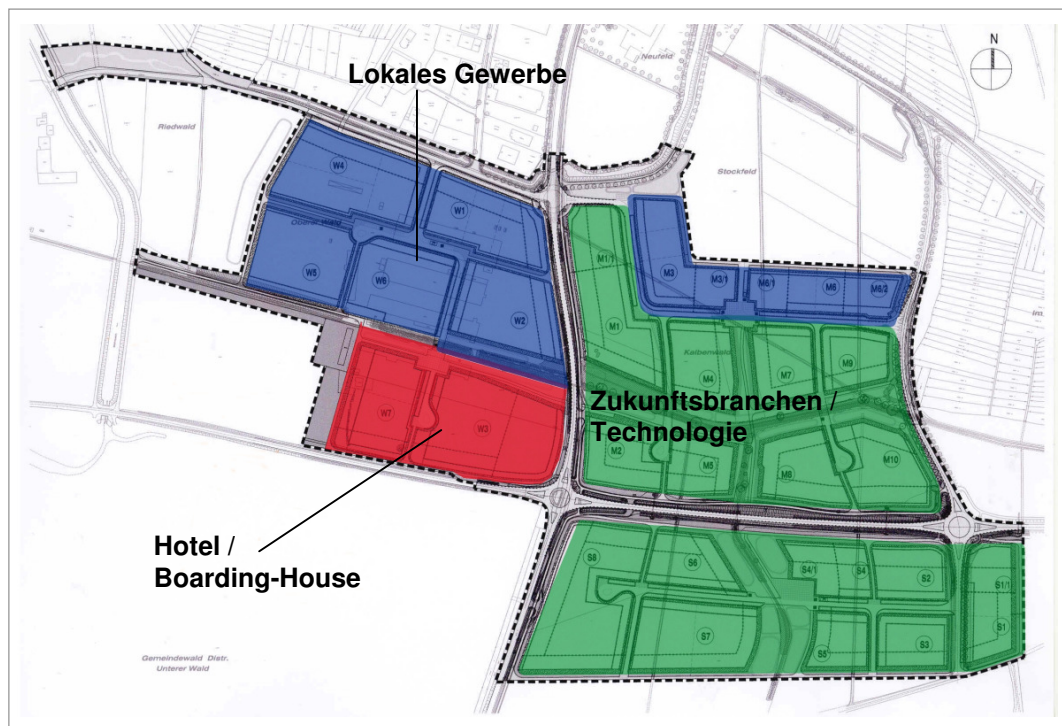 Neufeld
N
Lokales Gewerbe
Riedwald
W4
Stockfeld
W1
M1/1
M3
M3/1
M6/1
M6
M6/2
W5
W6
W2
M1
Kalbenwald
M4
M7
M9
Zukunftsbranchen /
Technologie
W7
W3
M2
M5
M8
M10
Hotel /
Boarding-House
S8
S6
S4/1
S4
S2
S1/1
S7
S5
S3
S1
Gemeindewald Distr.
Unterer Wald